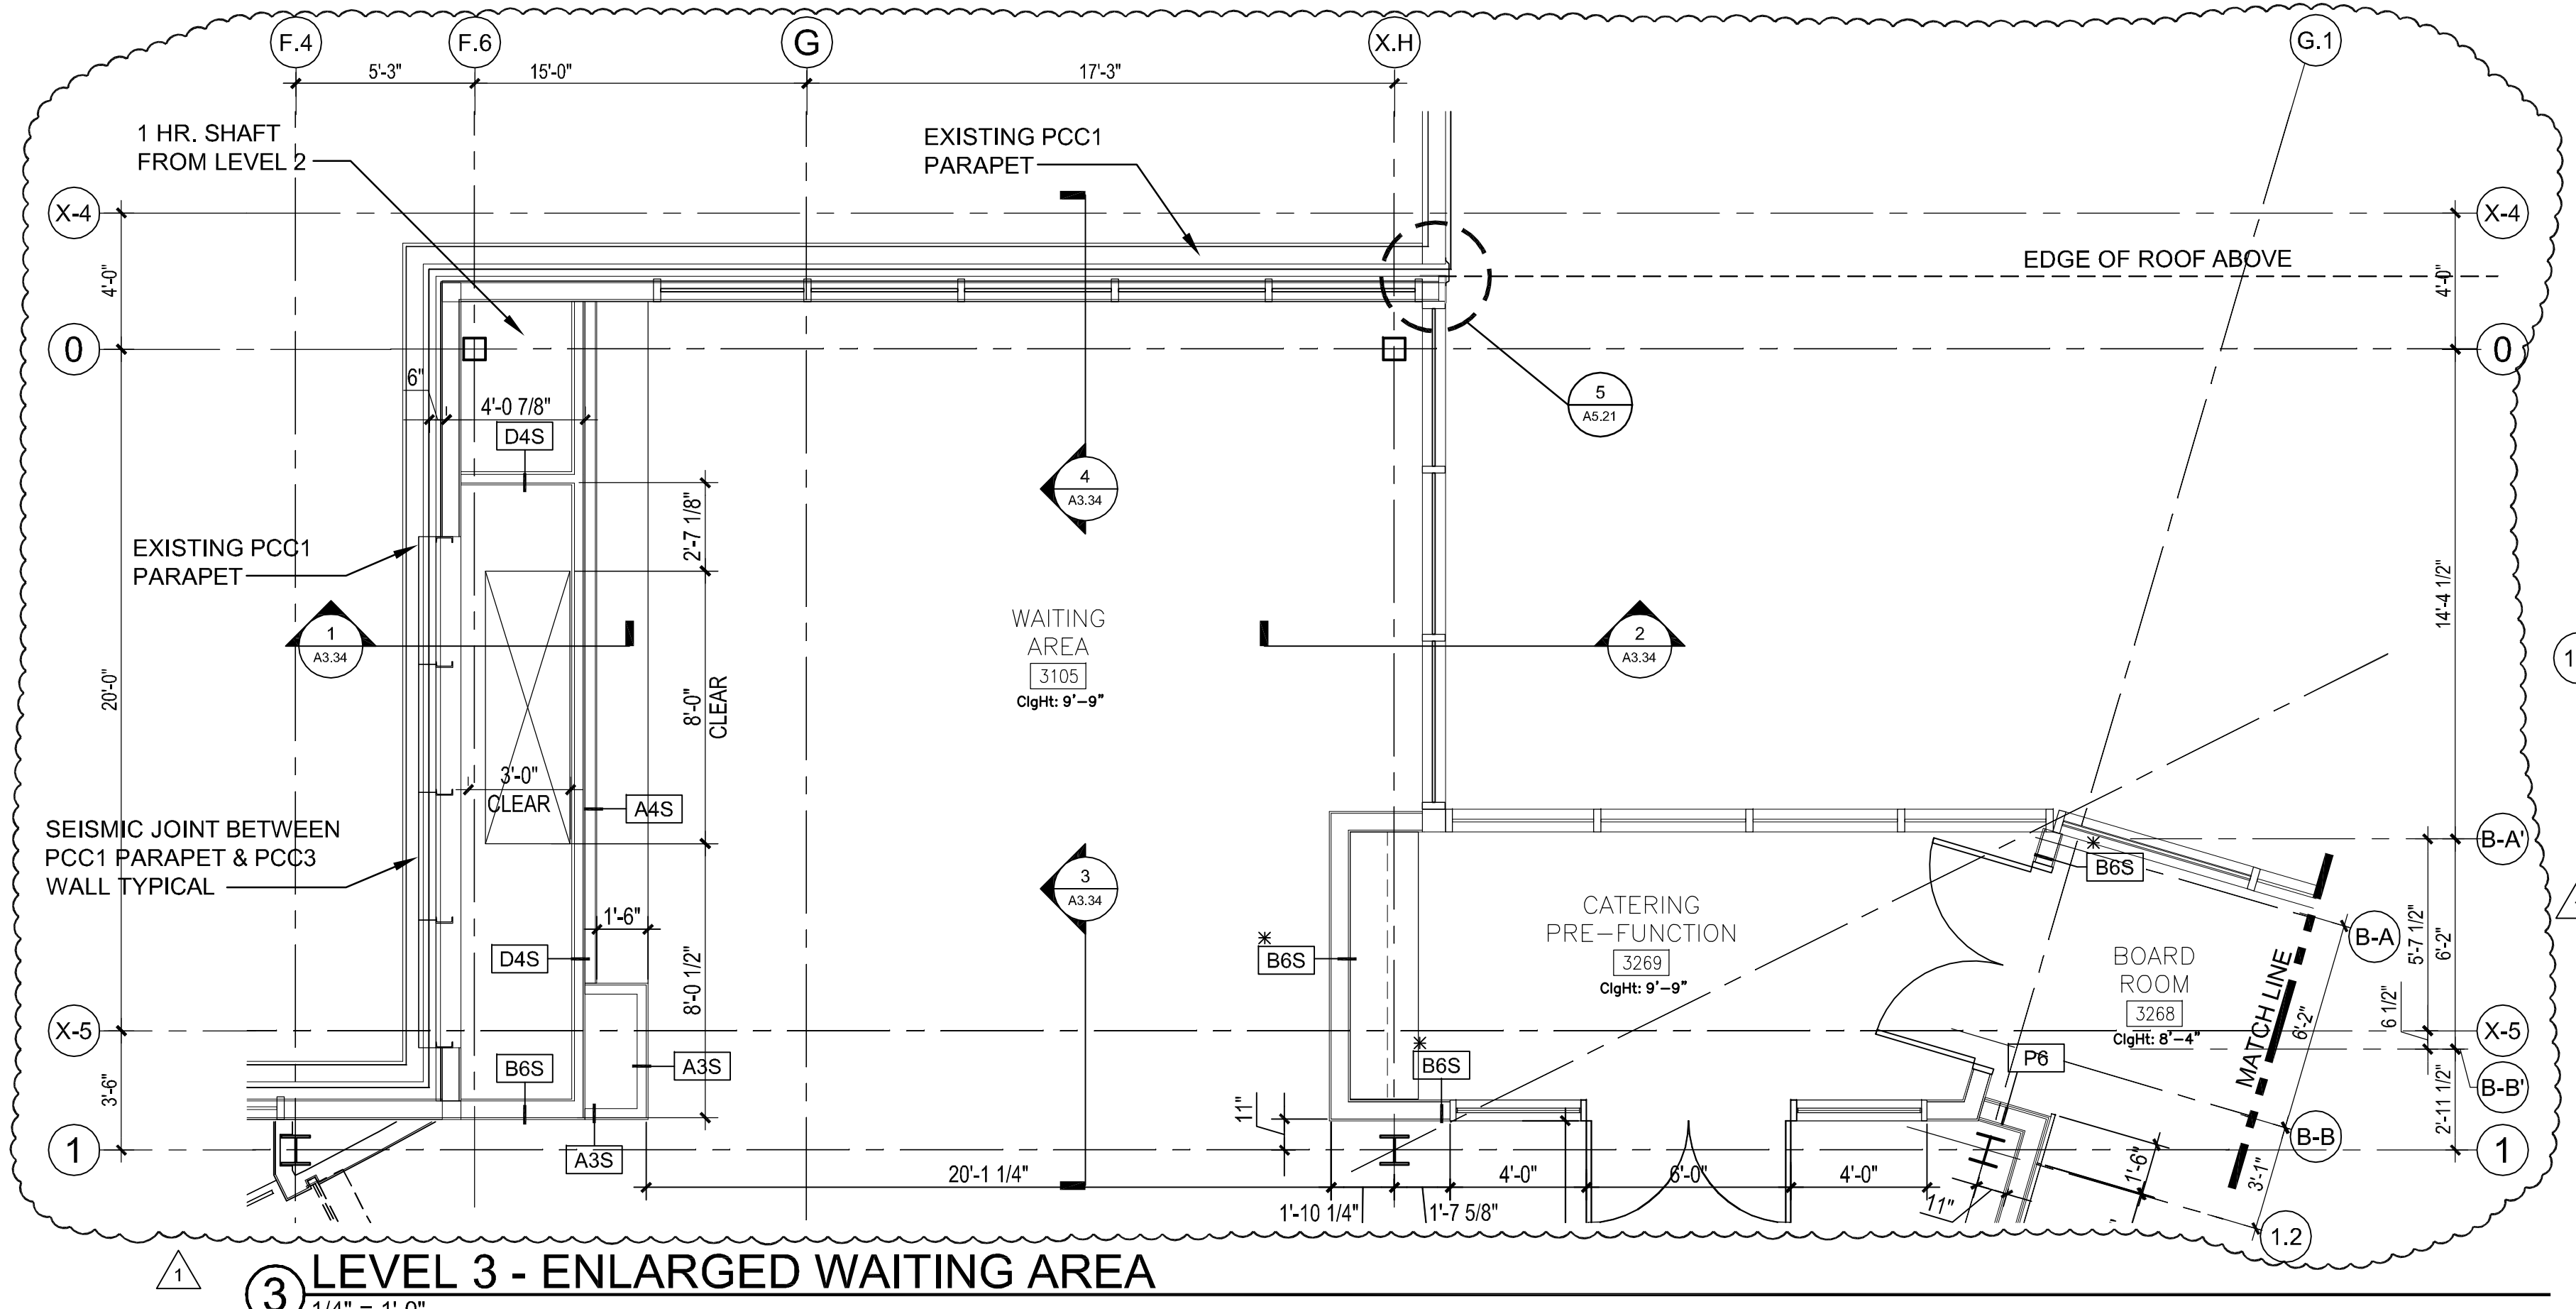 F.4
F.6
G
X.H
G.1
5'-3"
15'-0"
17'-3"
1 HR. SHAFT
FROM LEVEL 2
EXISTING PCC1
PARAPET
X-4
X-4
EDGE OF ROOF ABOVE
4'-0"
4'-0"
0
0
6"
4'-0 7/8"
D4S
5
A5.21
4
A3.34
2'-7 1/8"
EXISTING PCC1
PARAPET
14'-4 1/2"
1
A3.34
WAITING
AREA
3105
ClgHt: 9'-9"
2
A3.34
1
20'-0"
8'-0"
CLEAR
3'-0"
CLEAR
A4S
SEISMIC JOINT BETWEEN
PCC1 PARAPET & PCC3
WALL TYPICAL
B-A'
B6S
3
A3.34
1'-6"
CATERING
PRE-FUNCTION
3269
ClgHt: 9'-9"
B-A
5'-7 1/2"
6'-2"
D4S
*
B6S
8'-0 1/2"
BOARD
ROOM
3268
ClgHt: 8'-4"
MATCH LINE
6'-2"
6 1/2"
X-5
X-5
*
B6S
*
B6S
A3S
P6
B-B'
3'-6"
11"
2'-11 1/2"
B-B
1
1
A3S
20'-1 1/4"
4'-0"
6'-0"
4'-0"
1'-6"
3'-1"
1'-10 1/4"
1'-7 5/8"
11"
1.2
1
3
LEVEL 3 - ENLARGED WAITING AREA
1/4" = 1'-0"